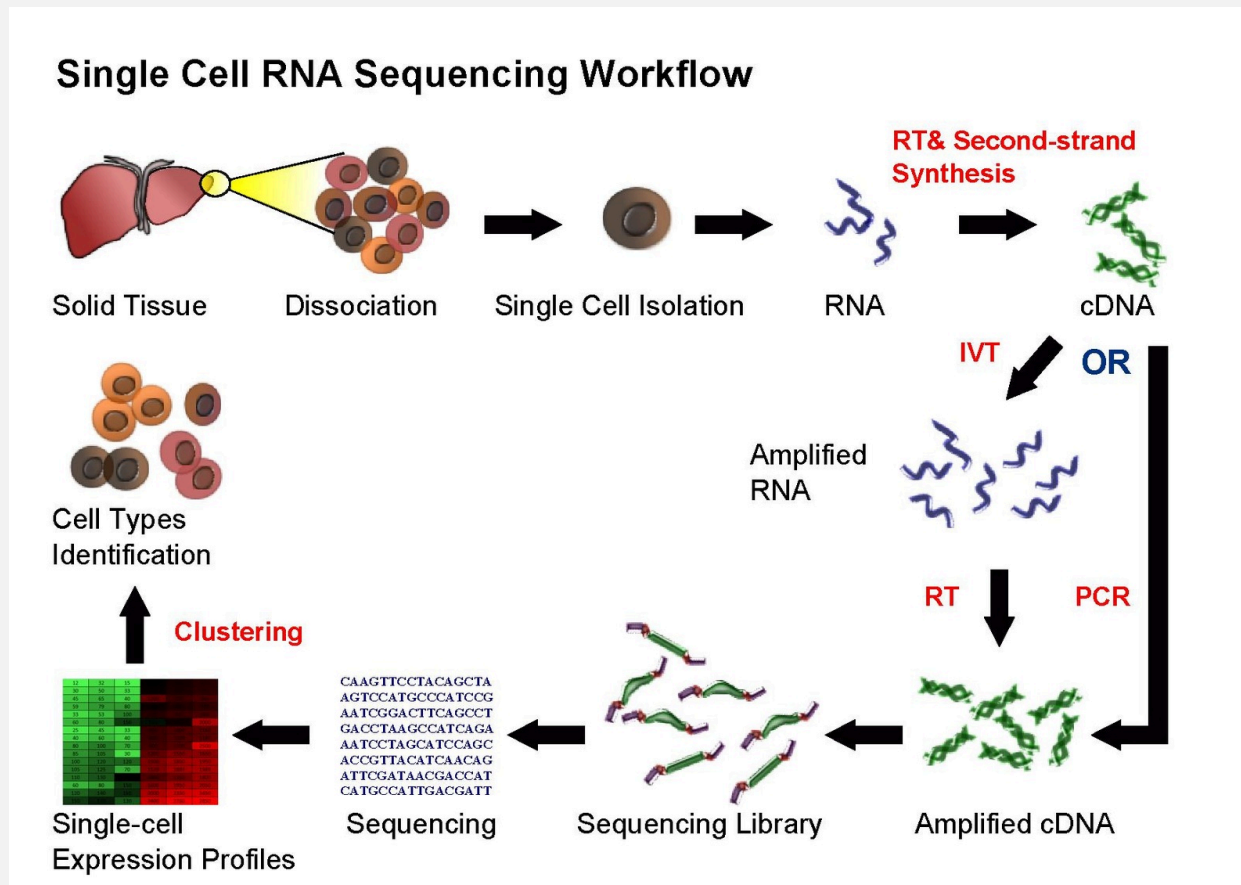 Single Cell RNA Sequencing Workflow
RT& Second-strand
Synthesis
Solid Tissue
Dissociation
Single Cell Isolation
RNA
cDNA
IVT
OR
Amplified
RNA
RT
PCR
Cell Types
Identification
Clustering
CAAGTTCCTACAGCTA
AGTCCATGCCCATCCG
AATCGGACTTCAGCCT
GACCTAAGCCATCAGA
AATCCTAGCATCCAGC
ACCGTTACATCAACAG
ATTCGATAACGACCAT
CATGCCATTGACGATT
Single-cell
Expression Profiles
Sequencing
Sequencing Library
Amplified cDNA